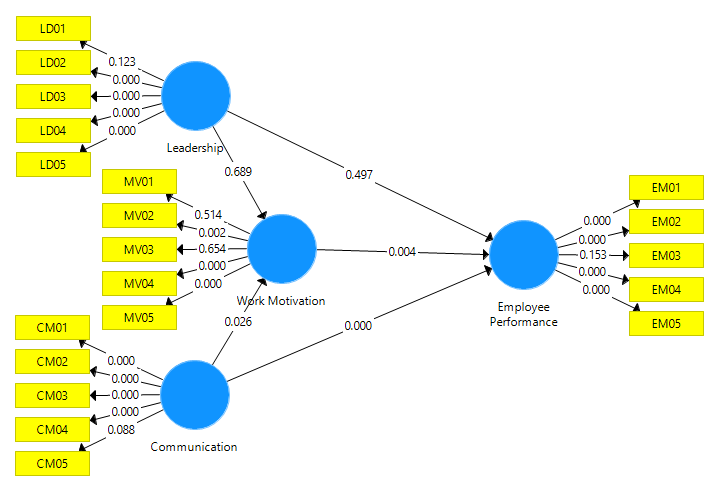 LD01
LD02
LD03
LD04
LD05
0.123
0.000
0.000
0.000
0.000
Leadership
0.689
0.497
MV01
MV02
MV03
MV04
MV05
0.514
0.002
0.654
0.000
0.000
Work Motivation
0.004
0.026
0.000
CM01
CM02
CM03
CM04
CM05
0.000
0.000
0.000
0.000
0.088
Communication
Employee
Performance
0.000
0.000
0.153
0.000
0.000
EM01
EM02
EM03
EM04
EM05